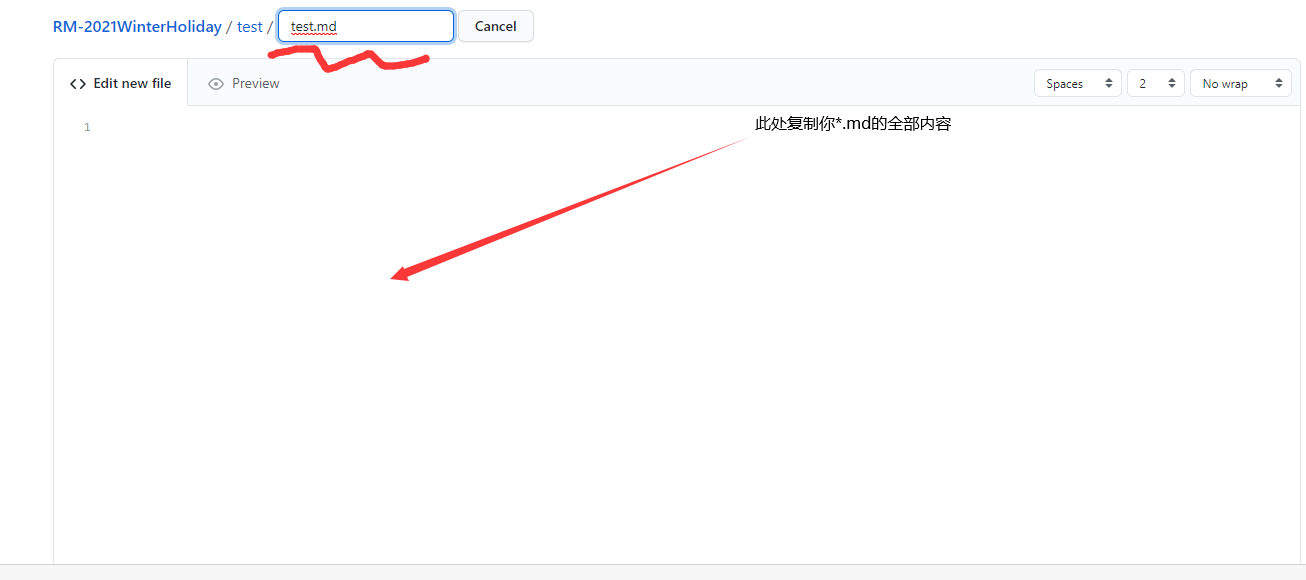 RM-2021WinterHoliday / test / test.md Cancel
<> Edit new file Preview Spaces 2 No wrap
1
此处复制你*.md的全部内容